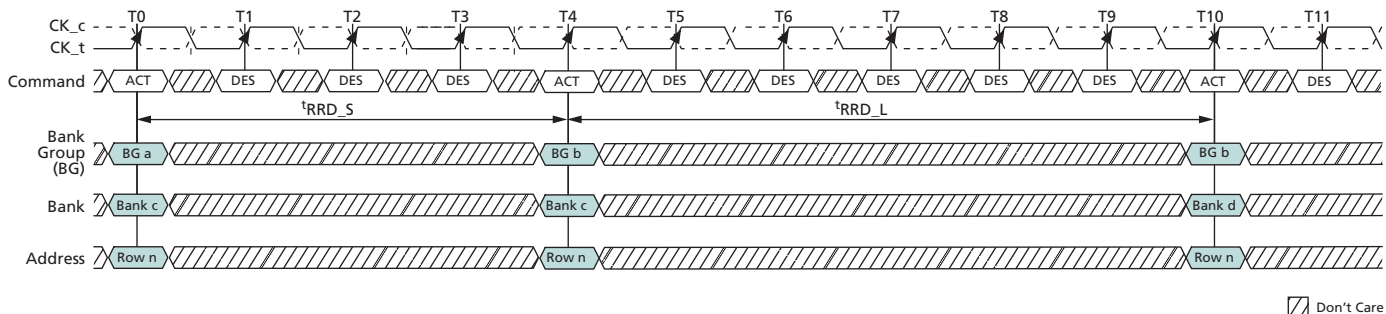 T0 T1 T2 T3 T4 T5 T6 T7 T8 T9 T10 T11
CK_c
CK_t
Command ACT DES DES DES ACT DES DES DES DES DES ACT DES
tRRD_S tRRD_L
Bank
Group
(BG)
BG a BG b BG b
Bank Bank c Bank c Bank d
Address Row n Row n Row n
Don't Care